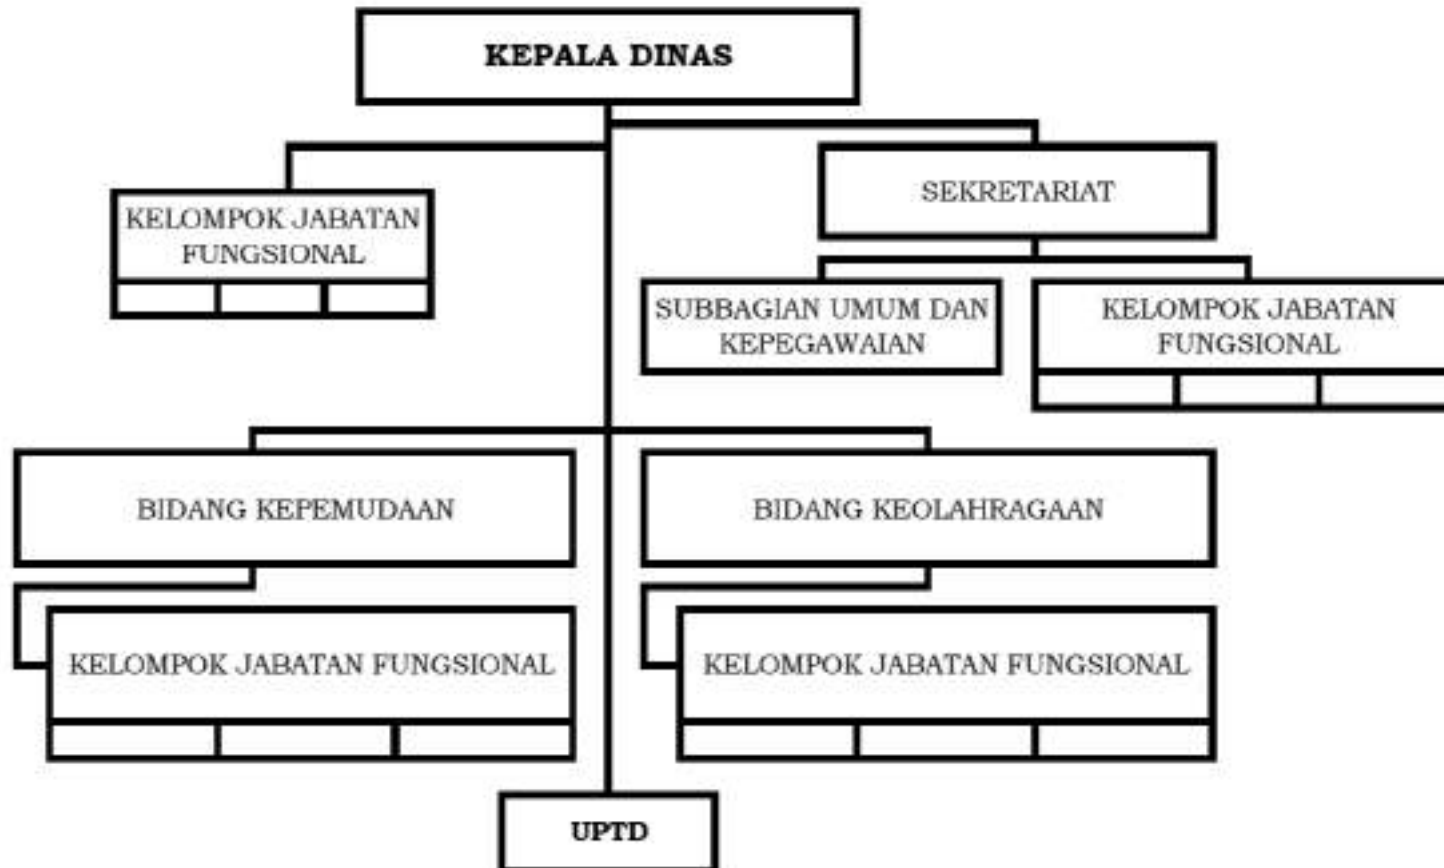 KEPALA DINAS
SEKRETARIAT
KELOMPOK JABATAN
FUNGSIONAL
SUBBAGIAN UMUM DAN
KEPEGAWAIAN
KELOMPOK JABATAN
FUNGSIONAL
BIDANG KEPEMUDAAN
BIDANG KEOLAHRAGAAN
KELOMPOK JABATAN FUNGSIONAL
KELOMPOK JABATAN FUNGSIONAL
UPTD